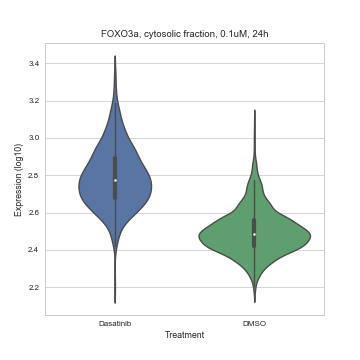 FOXO3a, cytosolic fraction, 0.1uM, 24h
3.4
3.2
3.0
2.8
2.6
2.4
2.2
Expression (log10)
Dasatinib
DMSO
Treatment